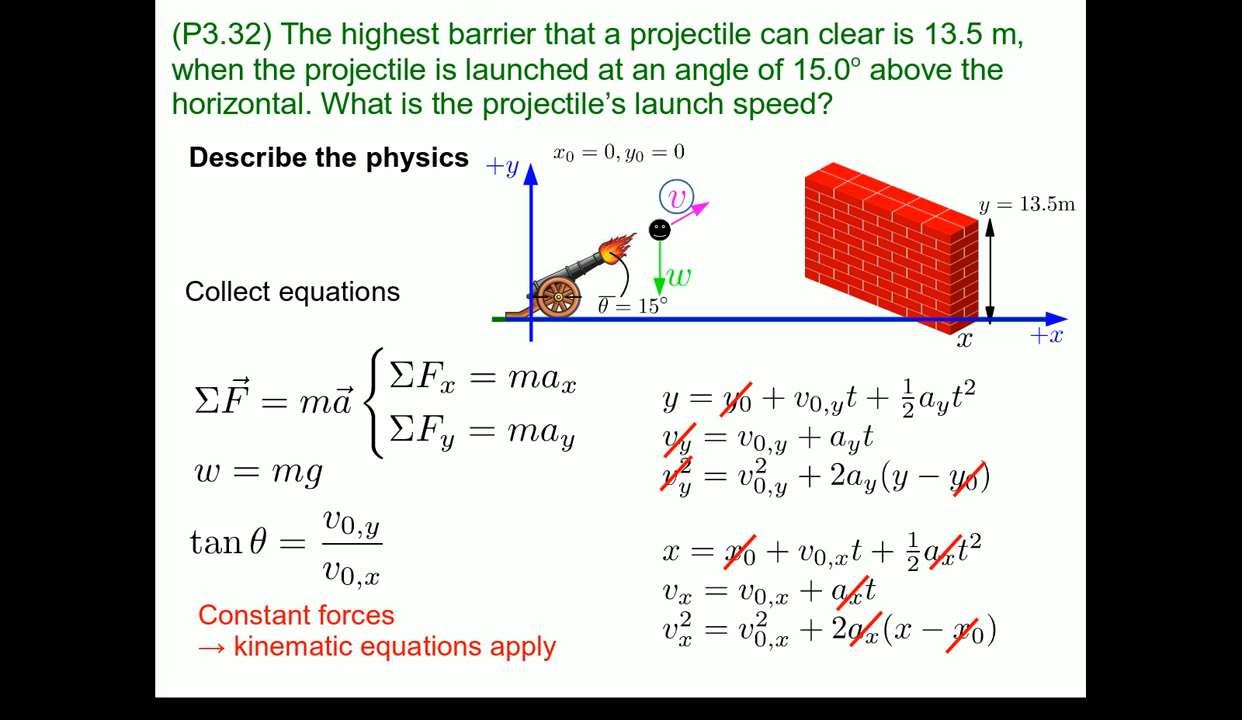 (P3.32) The highest barrier that a projectile can clear is 13.5 m,
when the projectile is launched at an angle of 15.0° above the
horizontal. What is the projectile's launch speed?
Describe the physics
+y
x₀ = 0, y₀ = 0
v
w
θ = 15°
y = 13.5m
x
+x
Collect equations
ΣF⃗ = ma⃗ {
ΣFₓ = maₓ
ΣF_y = ma_y
w = mg
tan θ = v₀,y / v₀,ₓ
Constant forces
→ kinematic equations apply
y = y₀ + v₀,y t + ½a_y t²
v_y = v₀,y + a_y t
v_y² = v₀,y² + 2a_y(y − y₀)
x = x₀ + v₀,ₓt + ½aₓt²
vₓ = v₀,ₓ + aₓt
vₓ² = v₀,ₓ² + 2aₓ(x − x₀)